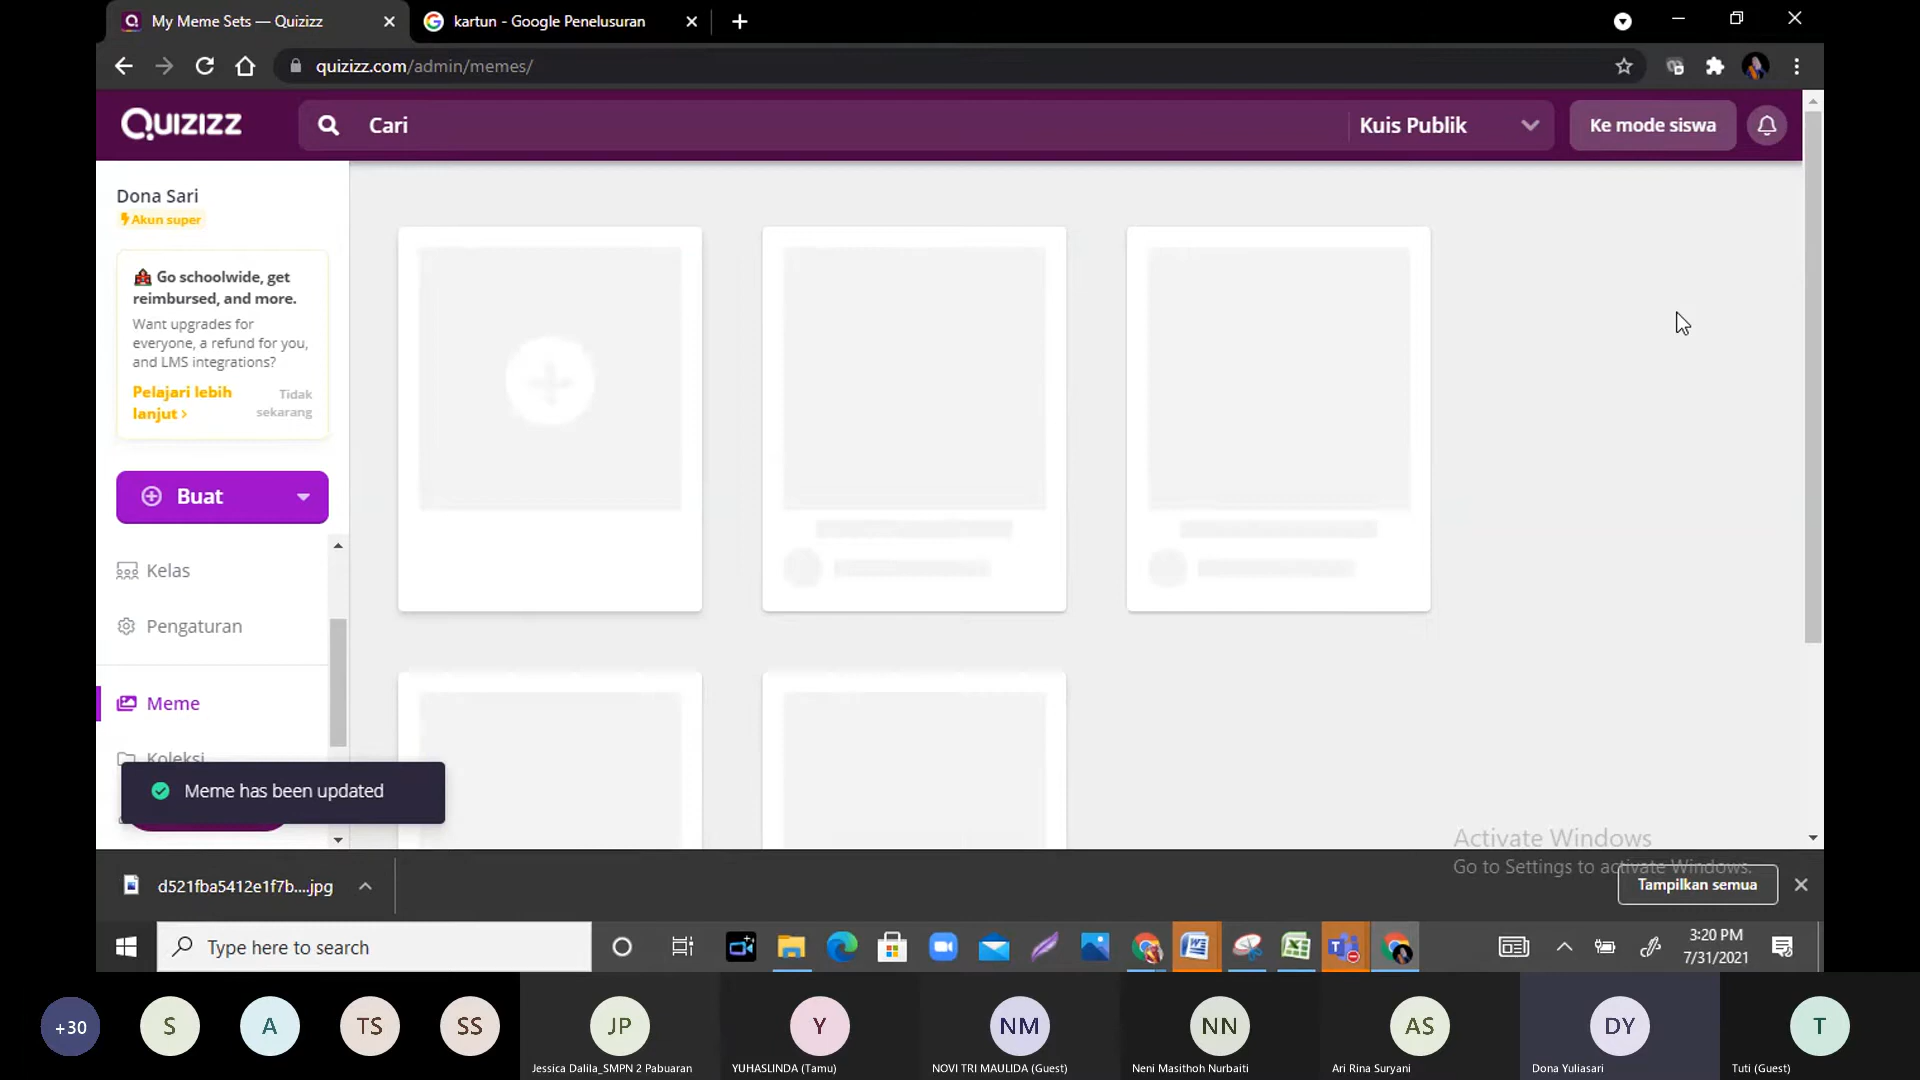 My Meme Sets — Quizizz
kartun - Google Penelusuran
quizizz.com/admin/memes/
Quizizz
Cari
Kuis Publik
Ke mode siswa
Dona Sari
Akun super
Go schoolwide, get
reimbursed, and more.
Want upgrades for
everyone, a refund for you,
and LMS integrations?
Pelajari lebih
lanjut ›
Tidak
sekarang
Buat
Kelas
Pengaturan
Meme
Koleksi
Meme has been updated
Activate Windows
Go to Settings to activate Windows.
d521fba5412e1f7b....jpg
Tampilkan semua
Type here to search
3:20 PM
7/31/2021
+30
S
A
TS
SS
JP
Y
NM
NN
AS
DY
T
Jessica Dalila_SMPN 2 Pabuaran
YUHASLINDA (Tamu)
NOVI TRI MAULIDA (Guest)
Neni Masithoh Nurbaiti
Ari Rina Suryani
Dona Yuliasari
Tuti (Guest)